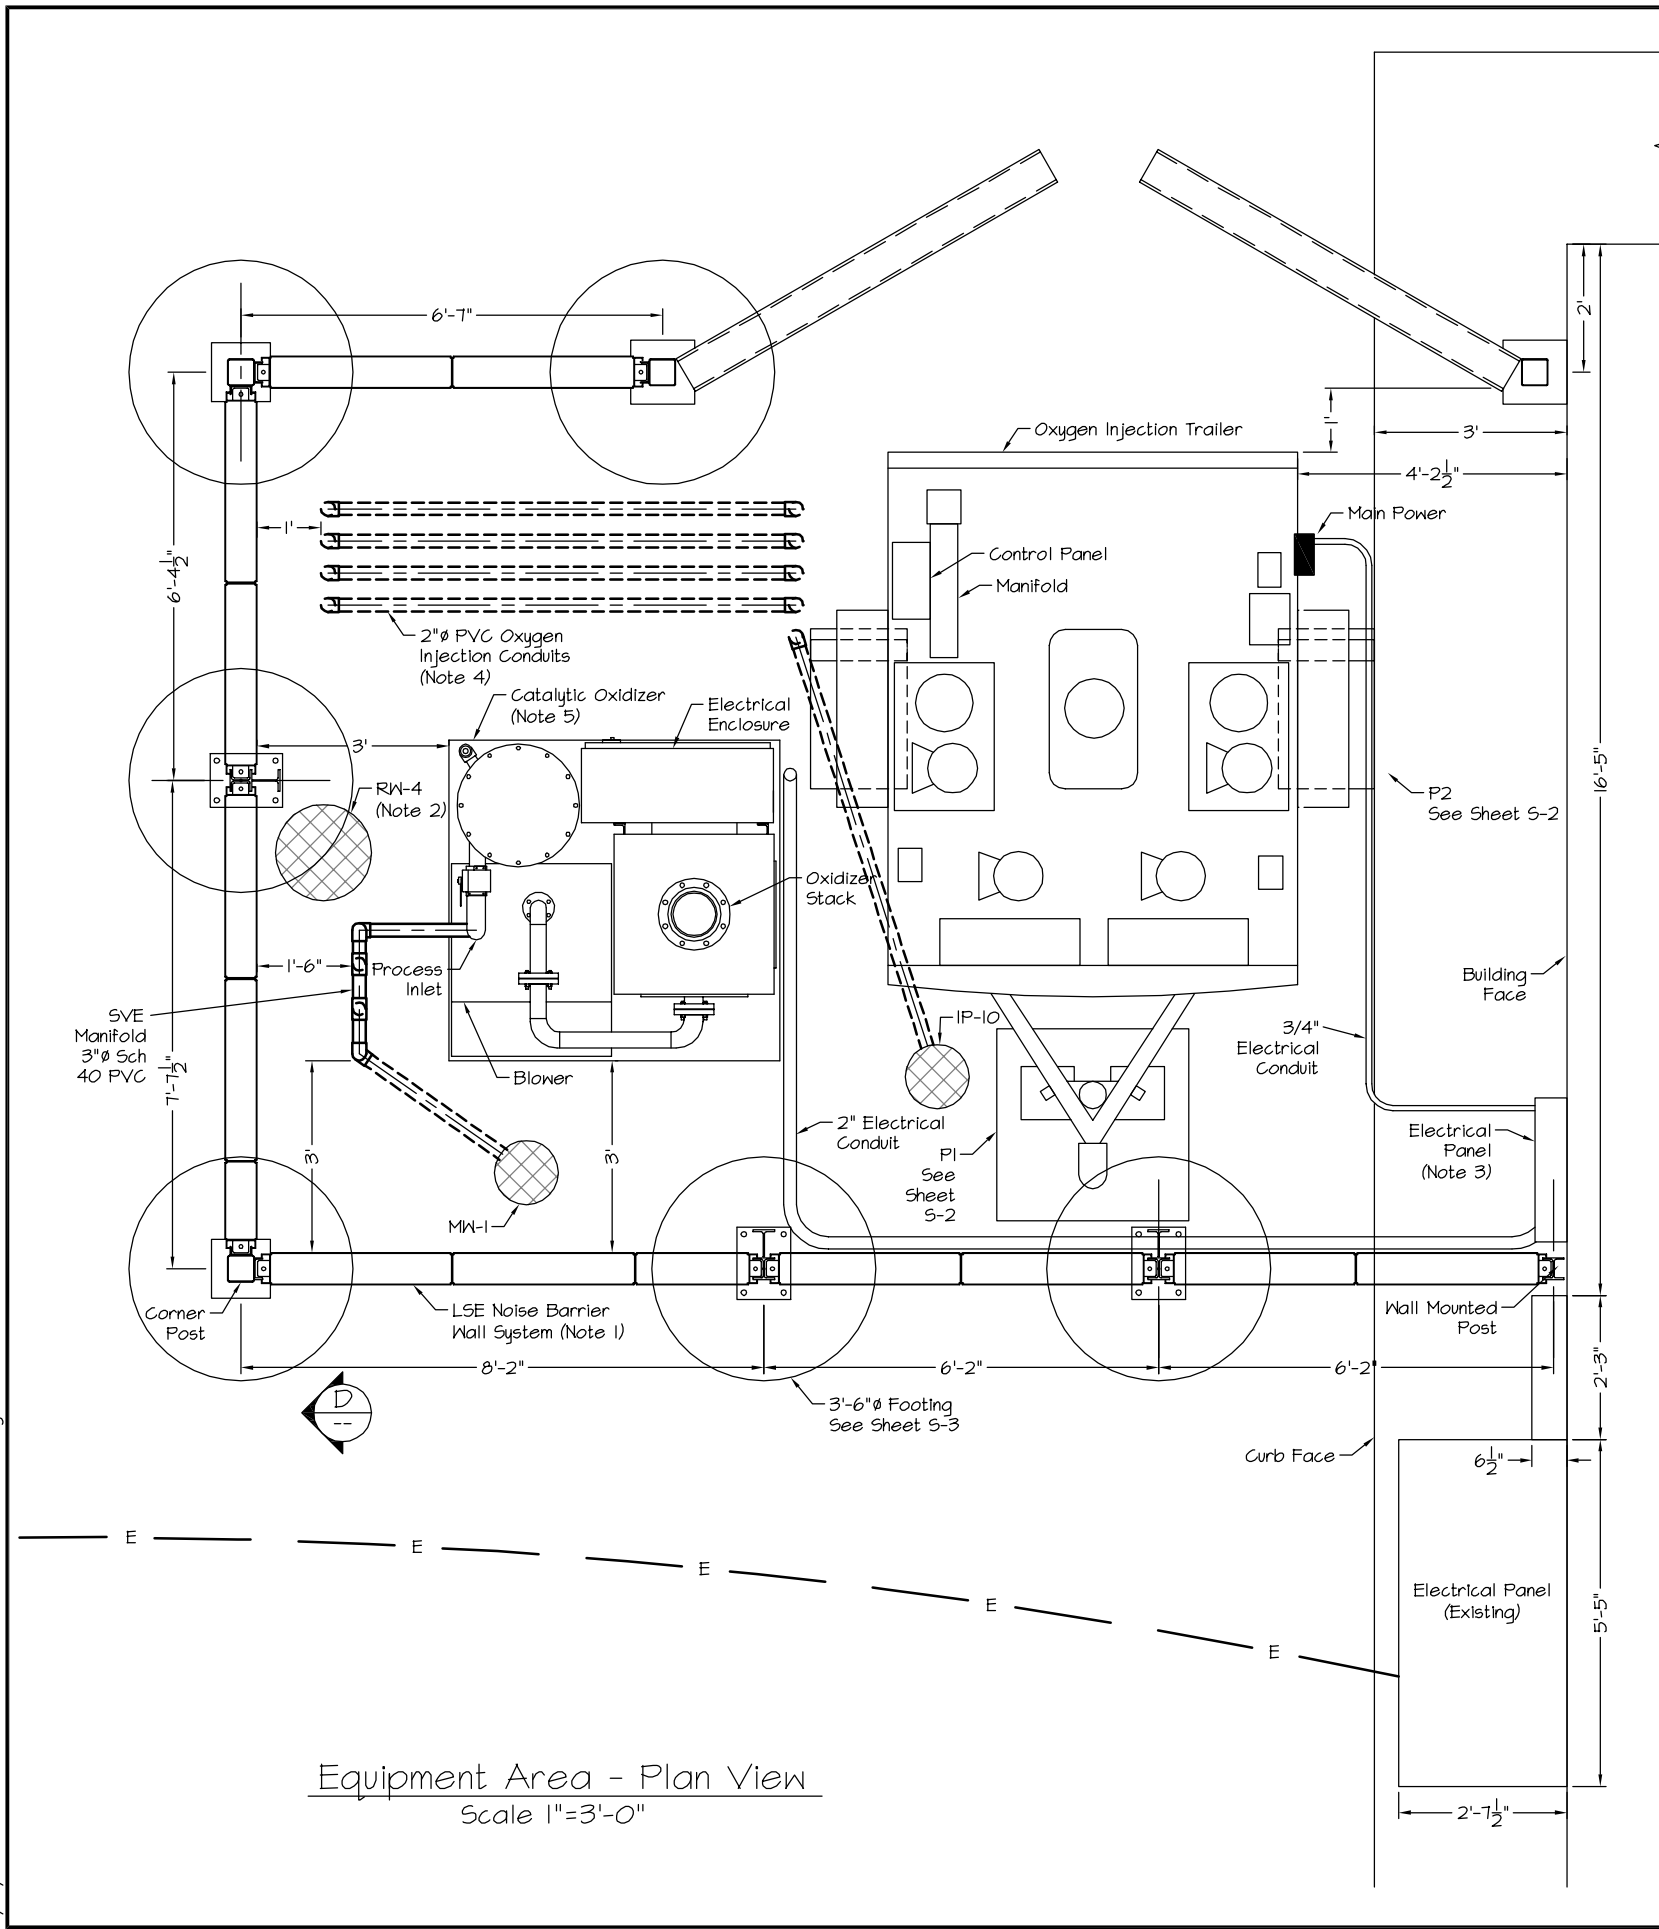 6'-7"
2'
1'
3'
Oxygen Injection Trailer
4'-2½"
Main Power
1'
Control Panel
Manifold
6'-4½"
2"ø PVC Oxygen
Injection Conduits
(Note 4)
Catalytic Oxidizer
(Note 5)
Electrical
Enclosure
3'
RW-4
(Note 2)
16'-5"
P2
See Sheet S-2
Oxidizer
Stack
1'-6"
Process
Inlet
Building
Face
SVE
Manifold
3"ø Sch
40 PVC
7'-7½"
IP-10
3/4"
Electrical
Conduit
Blower
2" Electrical
Conduit
3'
3'
P1
See
Sheet
S-2
Electrical
Panel
(Note 3)
MW-1
Corner
Post
LSE Noise Barrier
Wall System (Note 1)
Wall Mounted
Post
8'-2"
6'-2"
6'-2"
2'-3"
D
--
3'-6"ø Footing
See Sheet S-3
Curb Face
6½"
E
E
E
E
E
Electrical Panel
(Existing)
5'-5"
Equipment Area - Plan View
Scale 1"=3'-0"
2'-7½"